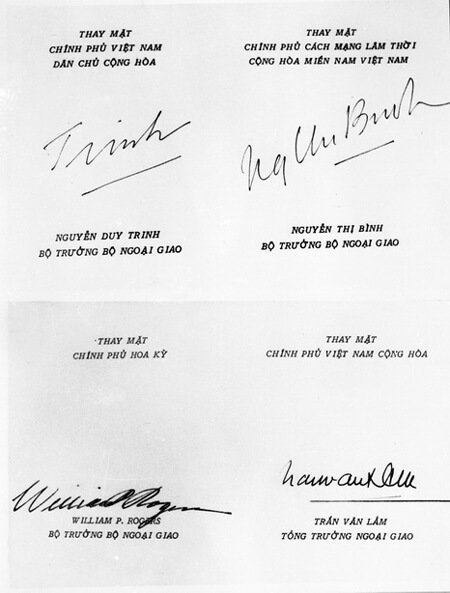 THAY MẶT
CHÍNH PHỦ VIỆT NAM
DÂN CHỦ CỘNG HÒA
Trinh
NGUYỄN DUY TRINH
BỘ TRƯỞNG BỘ NGOẠI GIAO
THAY MẶT
CHÍNH PHỦ CÁCH MẠNG LÂM THỜI
CỘNG HÒA MIỀN NAM VIỆT NAM
NGUYỄN THỊ BÌNH
BỘ TRƯỞNG BỘ NGOẠI GIAO
THAY MẶT
CHÍNH PHỦ HOA KỲ
William P. Rogers
WILLIAM P. ROGERS
BỘ TRƯỞNG BỘ NGOẠI GIAO
THAY MẶT
CHÍNH PHỦ VIỆT NAM CỘNG HÒA
TRẦN VĂN LẮM
TỔNG TRƯỞNG NGOẠI GIAO